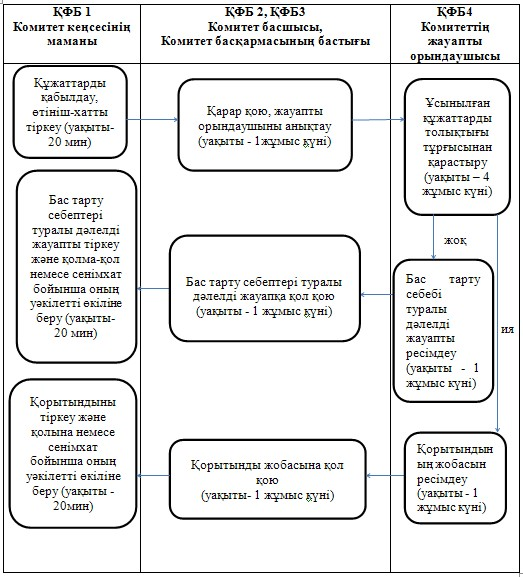 ҚФБ 1
Комитет кеңсесінің
маманы
ҚФБ 2, ҚФБ3
Комитет басшысы,
Комитет басқармасының бастығы
ҚФБ4
Комитеттің
жауапты
орындаушысы
Құжаттарды
қабылдау,
өтініш-хатты
тіркеу (уақыты-
20 мин)
Қарар қою, жауапты
орындаушыны анықтау
(уақыты - 1жұмыс күні)
Ұсынылған
құжаттарды
толықтығы
тұрғысынан
қарастыру
(уақыты – 4
жұмыс күні)
жоқ
ия
Бас тарту
себептері
туралы дәлелді
жауапты тіркеу
және қолма-қол
немесе сенімхат
бойынша оның
уәкілетті өкіліне
беру (уақыты-
20 мин)
Бас тарту себептері туралы
дәлелді жауапқа қол қою
(уақыты - 1 жұмыс күні)
Бас тарту
себебі
туралы
дәлелді
жауапты
ресімдеу
(уақыты - 1
жұмыс күні)
Қорытындыны
тіркеу және
қолына немесе
сенімхат
бойынша оның
уәкілетті өкіліне
беру (уақыты -
20мин)
Қорытынды жобасына қол
қою
(уақыты- 1 жұмыс күні)
Қорытындын
ың жобасын
ресімдеу
(уақыты - 1
жұмыс күні)